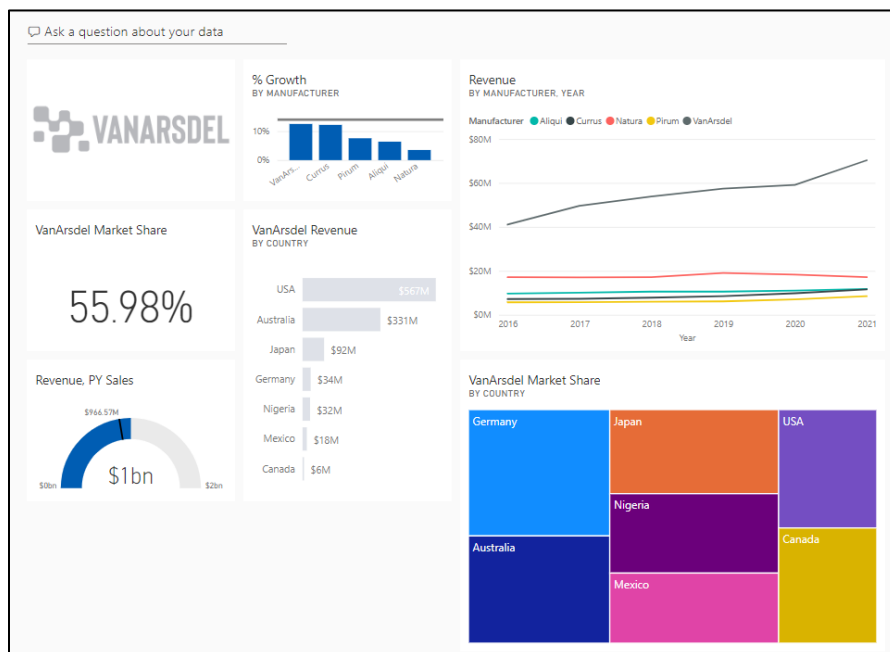 Ask a question about your data
VANARSDEL
% Growth
BY MANUFACTURER
10%
0%
VanArs...
Currus
Pirum
Aliqui
Natura
Revenue
BY MANUFACTURER, YEAR
Manufacturer Aliqui Currus Natura Pirum VanArsdel
$80M
$60M
$40M
$20M
$0M
2016 2017 2018 2019 2020 2021
Year
VanArsdel Market Share
55.98%
VanArsdel Revenue
BY COUNTRY
USA $567M
Australia $331M
Japan $92M
Germany $34M
Nigeria $32M
Mexico $18M
Canada $6M
Revenue, PY Sales
$966.57M
$0bn $1bn $2bn
VanArsdel Market Share
BY COUNTRY
Germany
Australia
Japan
Nigeria
Mexico
USA
Canada